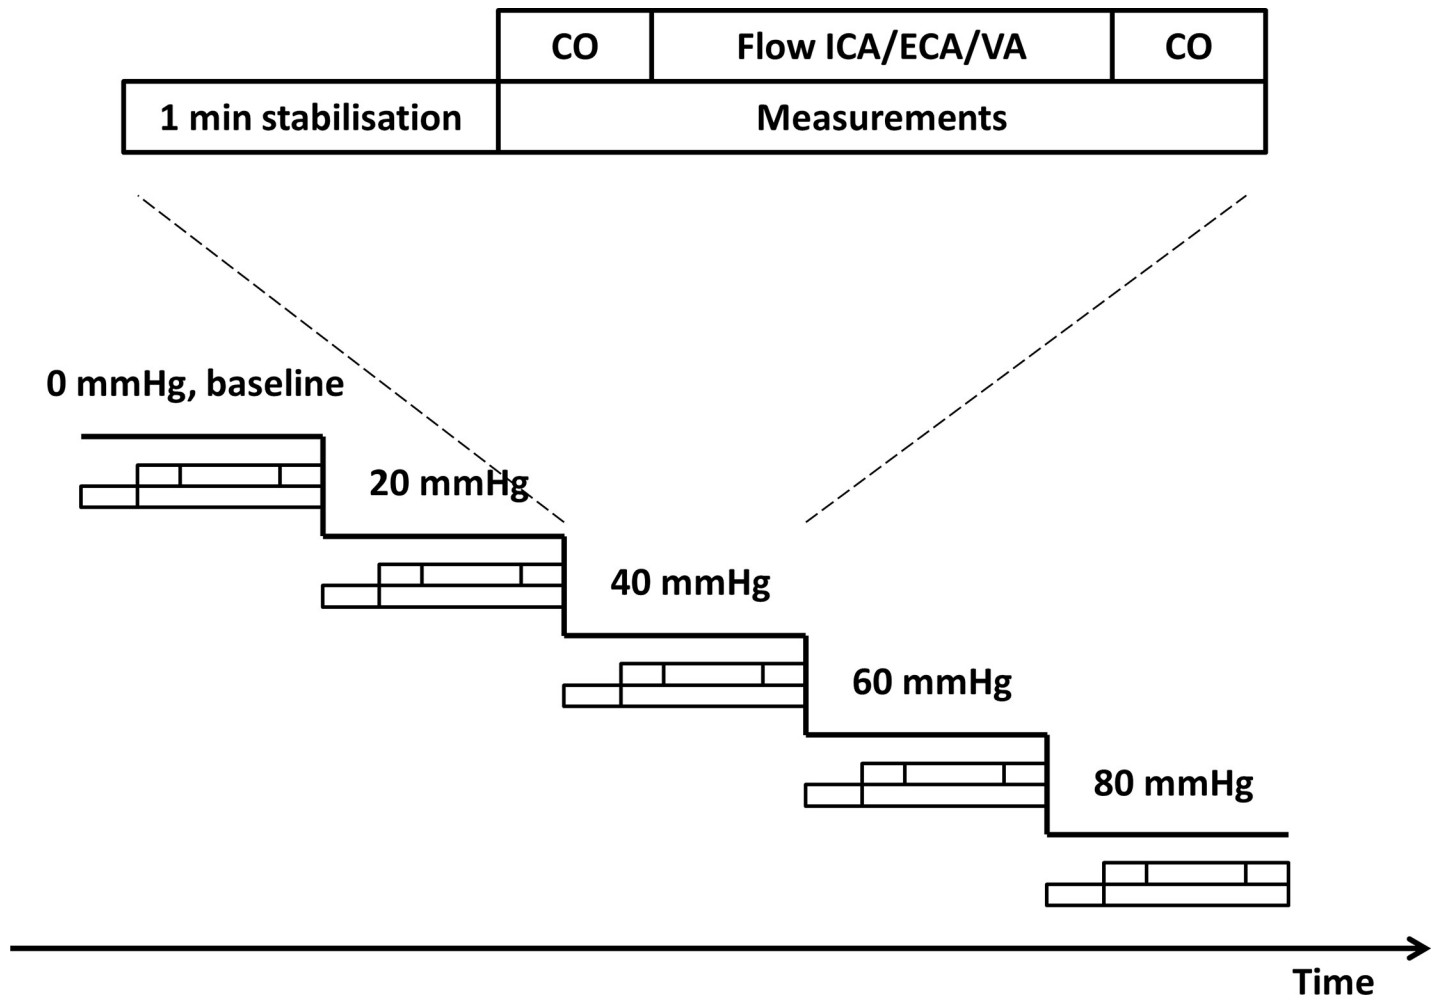 CO
Flow ICA/ECA/VA
CO
1 min stabilisation
Measurements
0 mmHg, baseline
20 mmHg
40 mmHg
60 mmHg
80 mmHg
Time